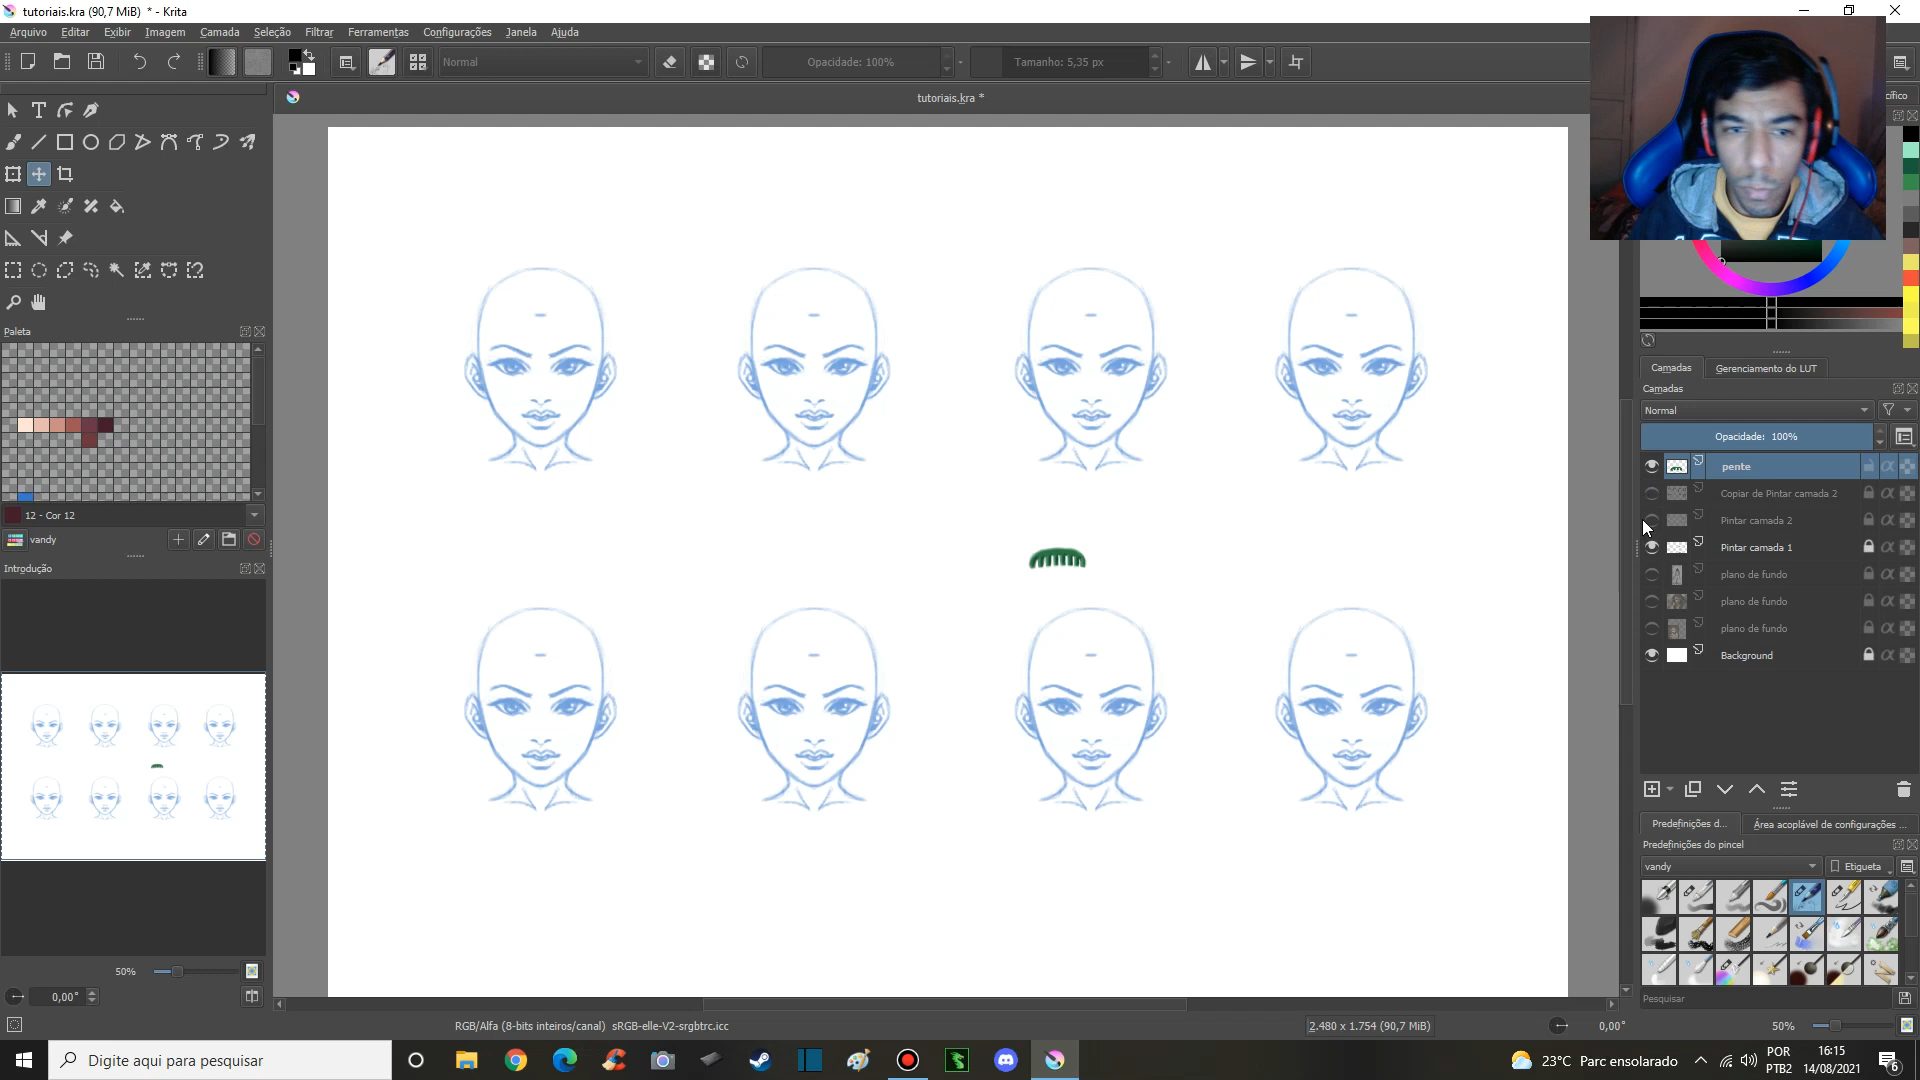 tutoriais.kra (90,7 MiB) * - Krita
Arquivo Editar Exibir Imagem Camada Seleção Filtrar Ferramentas Configurações Janela Ajuda
Normal Opacidade: 100% Tamanho: 5,35 px
tutoriais.kra *
ífico
Paleta
12 - Cor 12
vandy
Introdução
50%
0,00°
Camadas Gerenciamento do LUT
Camadas
Normal
Opacidade: 100%
pente
Copiar de Pintar camada 2
Pintar camada 2
Pintar camada 1
plano de fundo
plano de fundo
plano de fundo
Background
Predefinições d... Área acoplável de configurações ...
Predefinições do pincel
vandy Etiqueta
Pesquisar
RGB/Alfa (8-bits inteiros/canal) sRGB-elle-V2-srgbtrc.icc 2.480 x 1.754 (90,7 MiB) 0,00° 50%
Digite aqui para pesquisar
23°C Parc ensolarado
POR
PTB2
16:15
14/08/2021
6